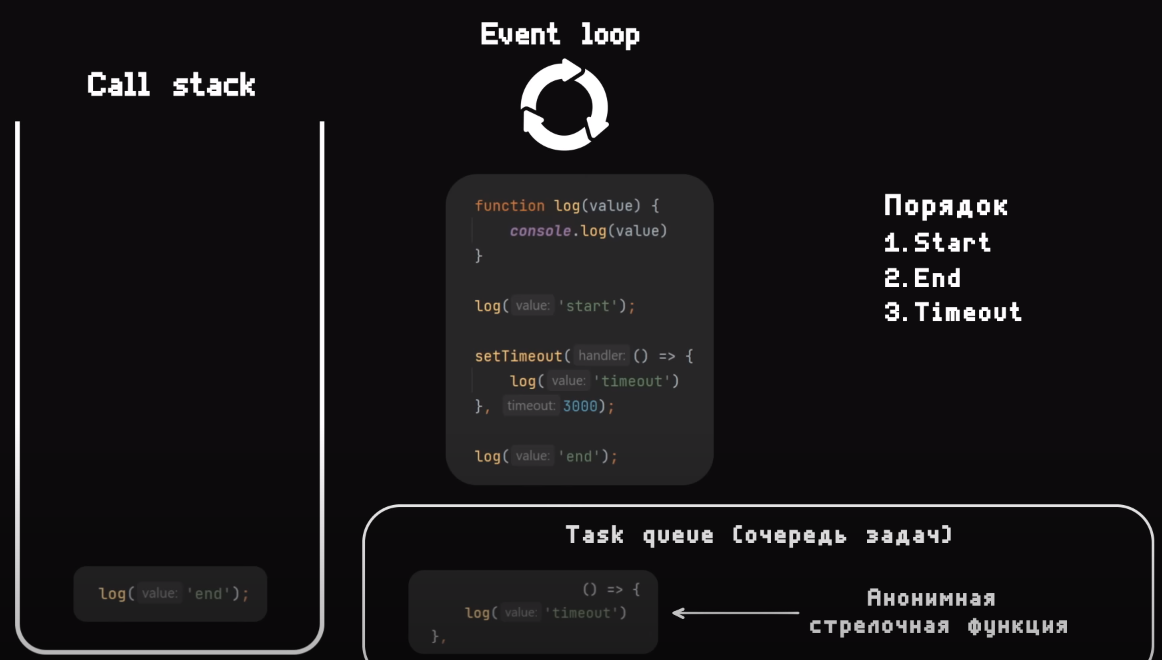 Event loop
Call stack
function log(value) {
console.log(value)
}
log( value: 'start');
setTimeout( handler: () => {
log( value: 'timeout')
}, timeout: 3000);
log( value: 'end');
Порядок
1.Start
2.End
3.Timeout
log( value: 'end');
Task queue (очередь задач)
() => {
log( value: 'timeout')
},
Анонимная
стрелочная функция